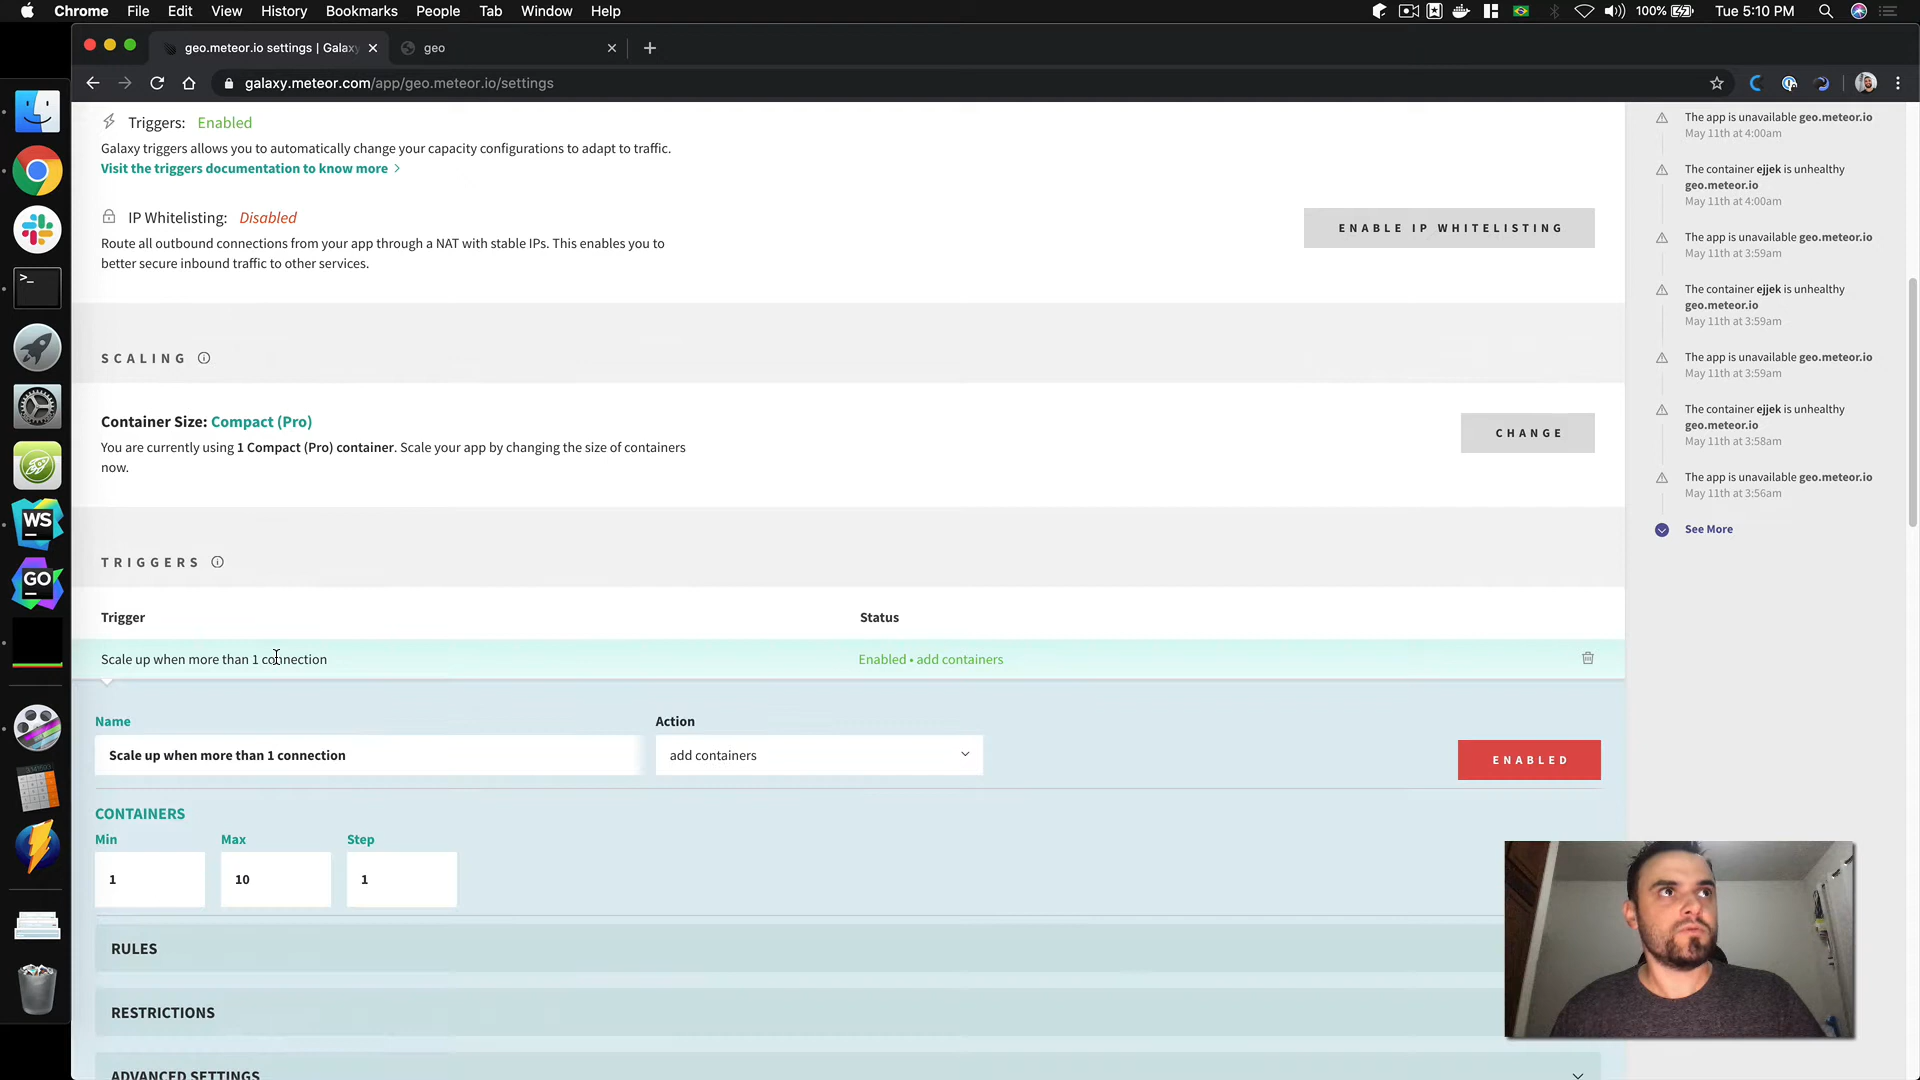 Chrome File Edit View History Bookmarks People Tab Window Help
100% Tue 5:10 PM
geo.meteor.io settings | Galaxy
geo
galaxy.meteor.com/app/geo.meteor.io/settings
Triggers: Enabled
Galaxy triggers allows you to automatically change your capacity configurations to adapt to traffic.
Visit the triggers documentation to know more
IP Whitelisting: Disabled
Route all outbound connections from your app through a NAT with stable IPs. This enables you to
better secure inbound traffic to other services.
ENABLE IP WHITELISTING
SCALING
Container Size: Compact (Pro)
You are currently using 1 Compact (Pro) container. Scale your app by changing the size of containers
now.
CHANGE
TRIGGERS
Trigger
Status
Scale up when more than 1 connection
Enabled • add containers
Name
Action
Scale up when more than 1 connection
add containers
ENABLED
CONTAINERS
Min
Max
Step
1
10
1
RULES
RESTRICTIONS
ADVANCED SETTINGS
The app is unavailable geo.meteor.io
May 11th at 4:00am
The container ejjek is unhealthy
geo.meteor.io
May 11th at 4:00am
The app is unavailable geo.meteor.io
May 11th at 3:59am
The container ejjek is unhealthy
geo.meteor.io
May 11th at 3:59am
The app is unavailable geo.meteor.io
May 11th at 3:59am
The container ejjek is unhealthy
geo.meteor.io
May 11th at 3:58am
The app is unavailable geo.meteor.io
May 11th at 3:56am
See More
WS
GO